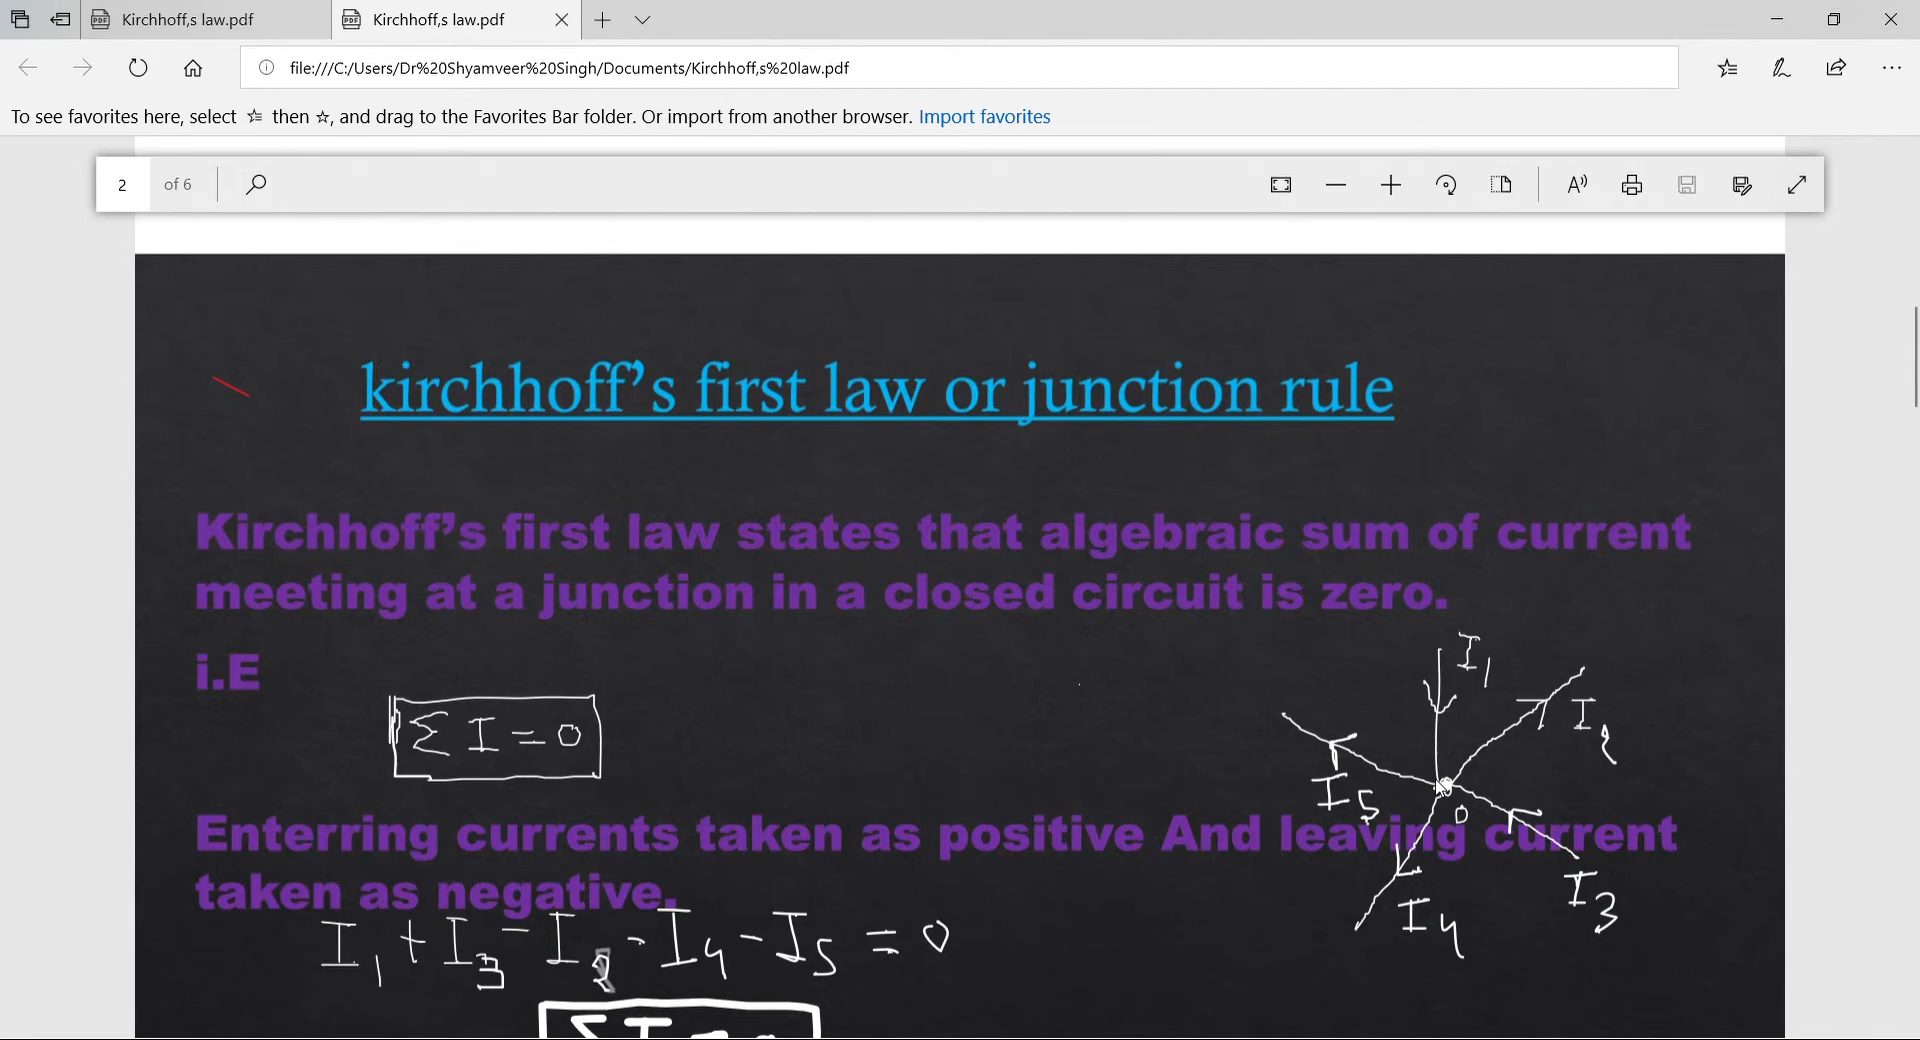 Kirchhoff,s law.pdf
Kirchhoff,s law.pdf
file:///C:/Users/Dr%20Shyamveer%20Singh/Documents/Kirchhoff,s%20law.pdf
To see favorites here, select ☆ then ☆, and drag to the Favorites Bar folder. Or import from another browser. Import favorites
2 of 6
kirchhoff's first law or junction rule
Kirchhoff's first law states that algebraic sum of current
meeting at a junction in a closed circuit is zero.
i.E
Σ I = 0
I1
I2
I5
0
Enterring currents taken as positive And leaving current
taken as negative.
I3
I4
I1 + I3 - I2 - I4 - I5 = 0